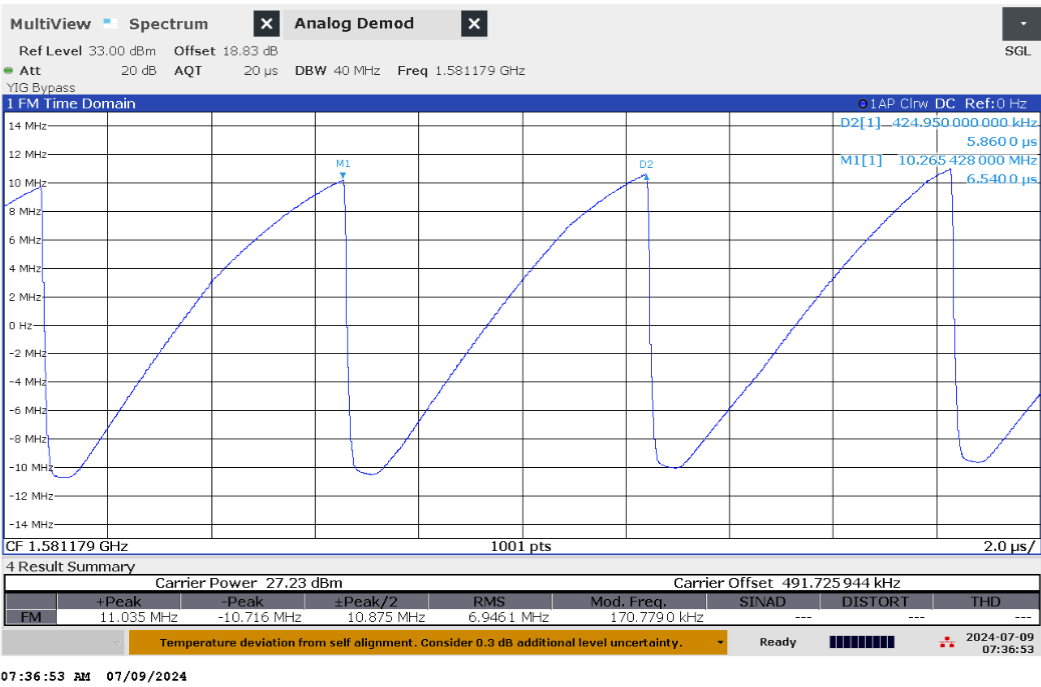 MultiView Spectrum X Analog Demod X
Ref Level 33.00 dBm Offset 18.83 dB SGL
Att 20 dB AQT 20 µs DBW 40 MHz Freq 1.581179 GHz
YIG Bypass
1 FM Time Domain 1AP Clrw DC Ref:0 Hz
14 MHz D2[1] 424.950 000 000 kHz
5.860 0 µs
12 MHz M1 D2 M1[1] 10.265 428 000 MHz
10 MHz 6.540 0 µs
8 MHz
6 MHz
4 MHz
2 MHz
0 Hz
-2 MHz
-4 MHz
-6 MHz
-8 MHz
-10 MHz
-12 MHz
-14 MHz
CF 1.581179 GHz 1001 pts 2.0 µs/
4 Result Summary
Carrier Power 27.23 dBm Carrier Offset 491.725 944 kHz
+Peak -Peak ±Peak/2 RMS Mod. Freq. SINAD DISTORT THD
FM 11.035 MHz -10.716 MHz 10.875 MHz 6.946 1 MHz 170.779 0 kHz --- --- ---
Temperature deviation from self alignment. Consider 0.3 dB additional level uncertainty. Ready 2024-07-09
07:36:53
07:36:53 AM 07/09/2024